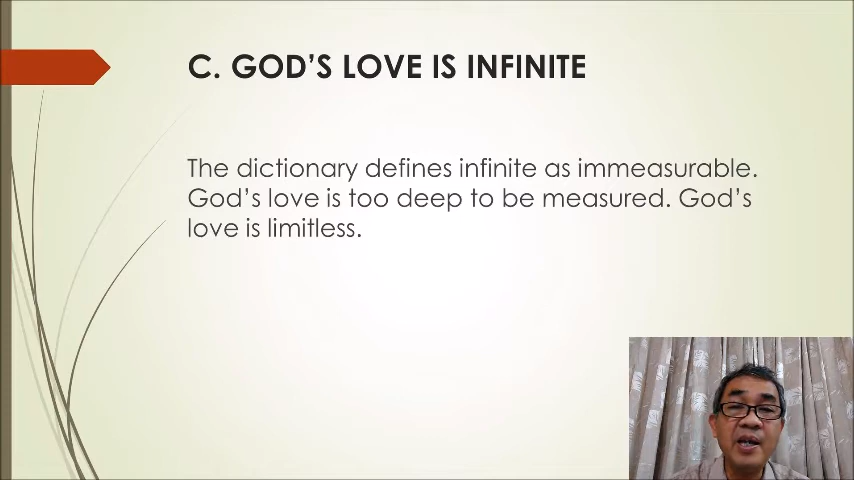 C. GOD'S LOVE IS INFINITE
The dictionary defines infinite as immeasurable.
God's love is too deep to be measured. God's
love is limitless.